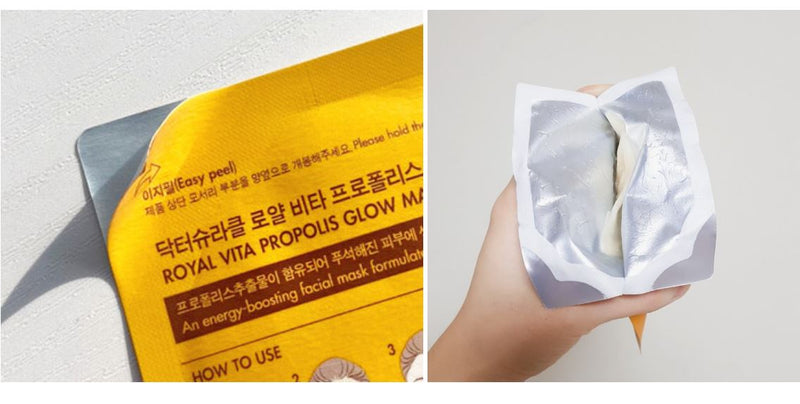 이지필(Easy peel)
제품 상단 모서리 부분을 양옆으로 개봉해주세요. Please hold the
닥터슈라클 로얄 비타 프로폴리스
ROYAL VITA PROPOLIS GLOW
프로폴리스추출물이 함유되어 푸석해진 피부에
An energy-boosting facial mask
HOW TO USE
2 3